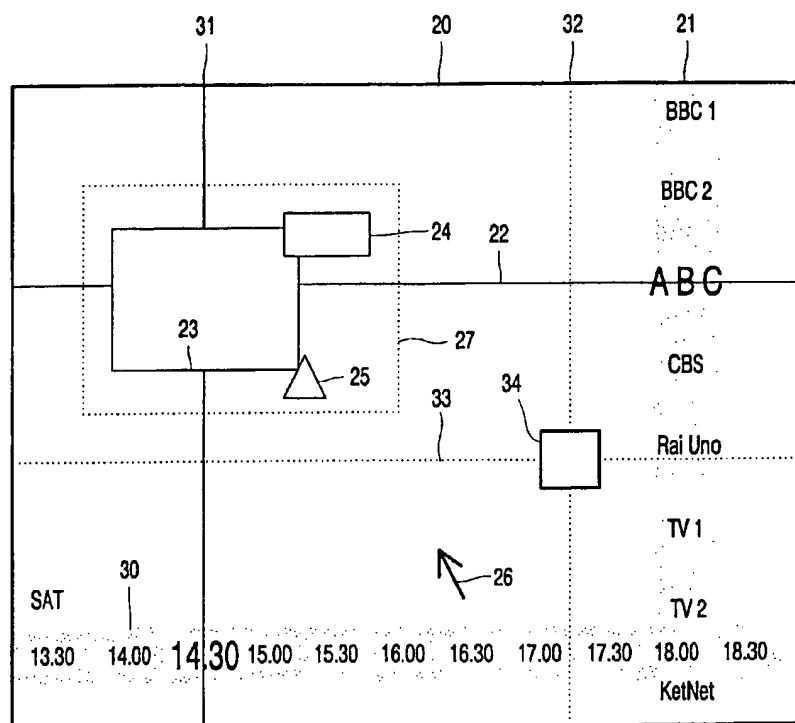 31 20 32 21
BBC 1
BBC 2
24
22
ABC
23
27
25
CBS
34
33
Rai Uno
TV 1
26
30
SAT
TV 2
13.30 14.00 14.30 15.00 15.30 16.00 16.30 17.00 17.30 18.00 18.30
KetNet